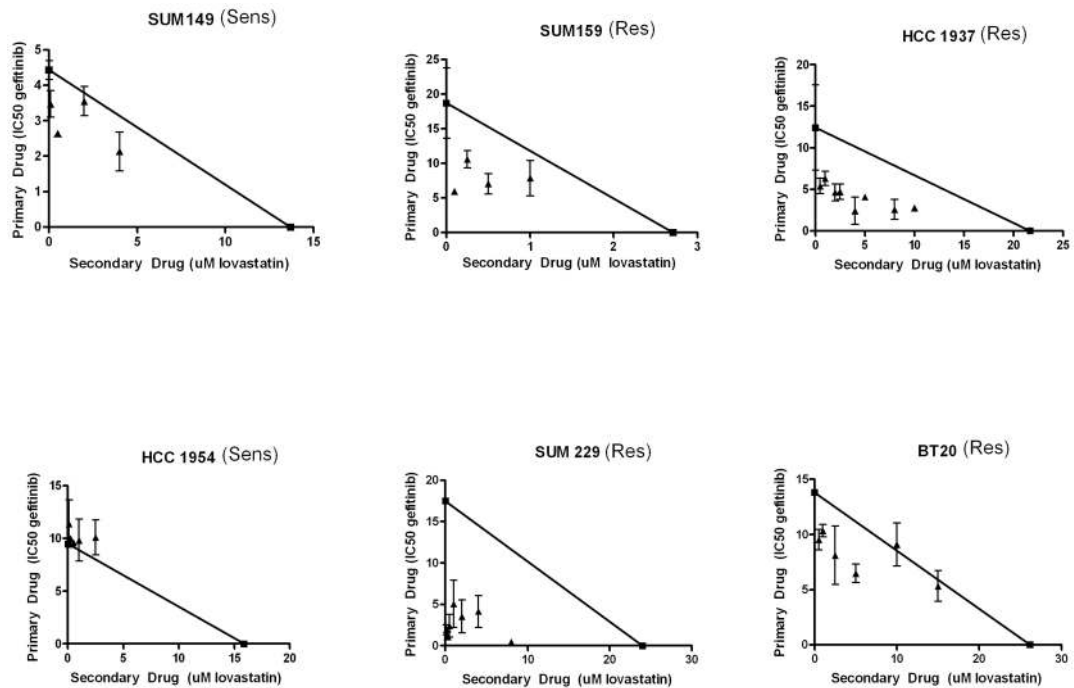 SUM149 (Sens)
Primary Drug (IC50 gefitinib)
5
4
3
2
1
0
0 5 10 15
Secondary Drug (uM lovastatin)
SUM159 (Res)
Primary Drug (IC50 gefitinib)
25
20
15
10
5
0
0 1 2 3
Secondary Drug (uM lovastatin)
HCC 1937 (Res)
Primary Drug (IC50 gefitinib)
20
15
10
5
0
0 5 10 15 20 25
Secondary Drug (uM lovastatin)
HCC 1954 (Sens)
Primary Drug (IC50 gefitinib)
15
10
5
0
0 5 10 15 20
Secondary Drug (uM lovastatin)
SUM 229 (Res)
Primary Drug (IC50 gefitinib)
20
15
10
5
0
0 10 20 30
Secondary Drug (uM lovastatin)
BT20 (Res)
Primary Drug (IC50 gefitinib)
15
10
5
0
0 10 20 30
Secondary Drug (uM lovastatin)